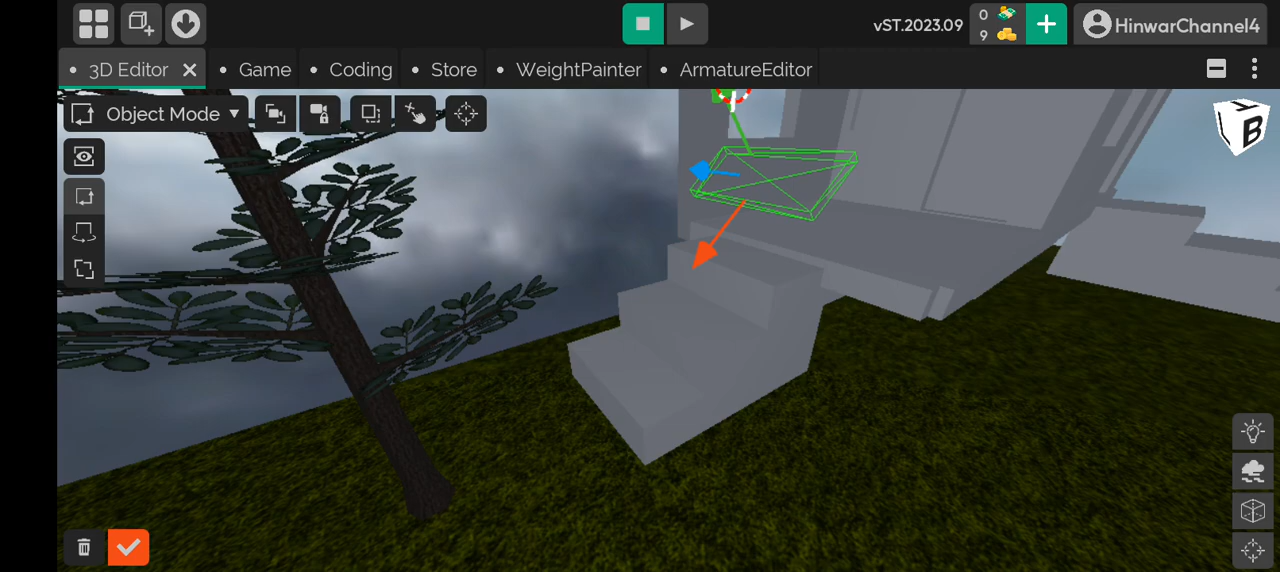 vST.2023.09
0
9
HinwarChannel4
3D Editor
Game
Coding
Store
WeightPainter
ArmatureEditor
Object Mode
B